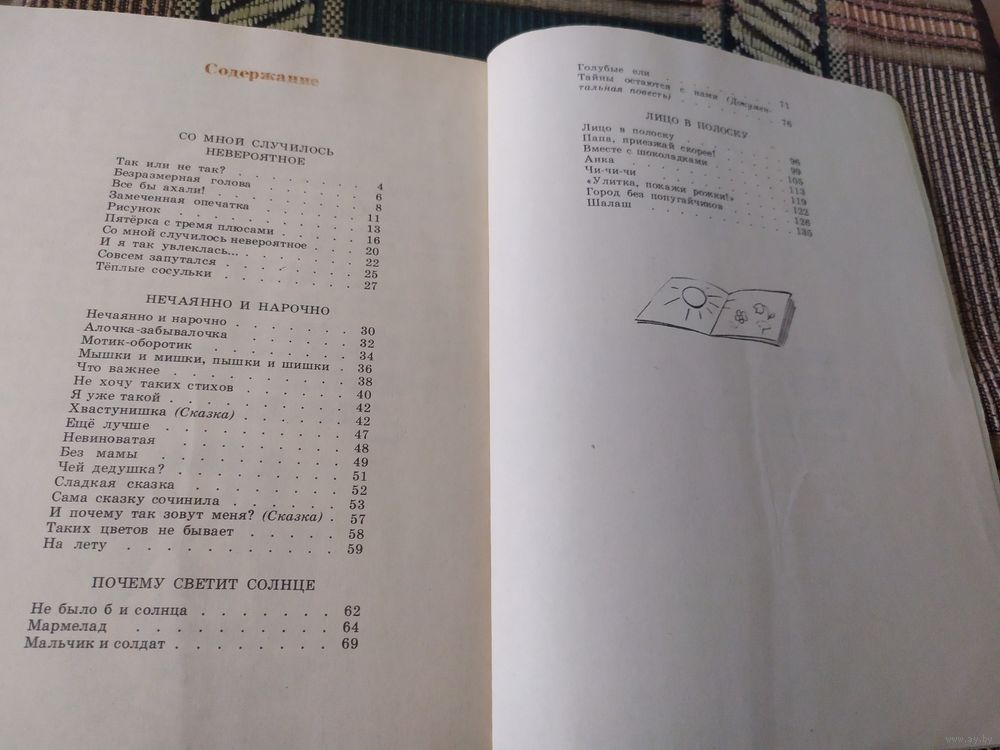 Содержание
СО МНОЙ СЛУЧИЛОСЬ
НЕВЕРОЯТНОЕ
Так или не так? . . . . . . . . 4
Безразмерная голова . . . . . . 6
Все бы ахали! . . . . . . . . 8
Замеченная опечатка . . . . . . 11
Рисунок . . . . . . . . . . 13
Пятёрка с тремя плюсами . . . . . 16
Со мной случилось невероятное . . . 20
И я так увлеклась... . . . . . . 22
Совсем запутался . . . . . . . 25
Тёплые сосульки . . . . . . . 27
НЕЧАЯННО И НАРОЧНО
Нечаянно и нарочно . . . . . . 30
Алочка-забывалочка . . . . . . 32
Мотик-оборотик . . . . . . . 34
Мышки и мишки, пышки и шишки . 36
Что важнее . . . . . . . . . 38
Не хочу таких стихов . . . . . . 40
Я уже такой . . . . . . . . . 42
Хвастунишка (Сказка) . . . . . . 42
Ещё лучше . . . . . . . . . 47
Невиноватая . . . . . . . . . 48
Без мамы . . . . . . . . . . 49
Чей дедушка? . . . . . . . . 51
Сладкая сказка . . . . . . . . 52
Сама сказку сочинила . . . . . . 53
И почему так зовут меня? (Сказка) . 57
Таких цветов не бывает . . . . . 58
На лету . . . . . . . . . . 59
ПОЧЕМУ СВЕТИТ СОЛНЦЕ
Не было б и солнца . . . . . . . 62
Мармелад . . . . . . . . . . 64
Мальчик и солдат . . . . . . . . 69
Голубые ели . . . . . . . . 71
Тайны остаются с нами (Докумен-
тальная повесть) . . . . . . . 76
ЛИЦО В ПОЛОСКУ
Лицо в полоску . . . . . . . 96
Папа, приезжай скорее! . . . . . 99
Вместе с шоколадками . . . . . 105
Анка . . . . . . . . . . 113
Чи-чи-чи . . . . . . . . . 119
«Улитка, покажи рожки!» . . . . 122
Город без попугайчиков . . . . . 126
Шалаш . . . . . . . . . . 135
www.ay.by